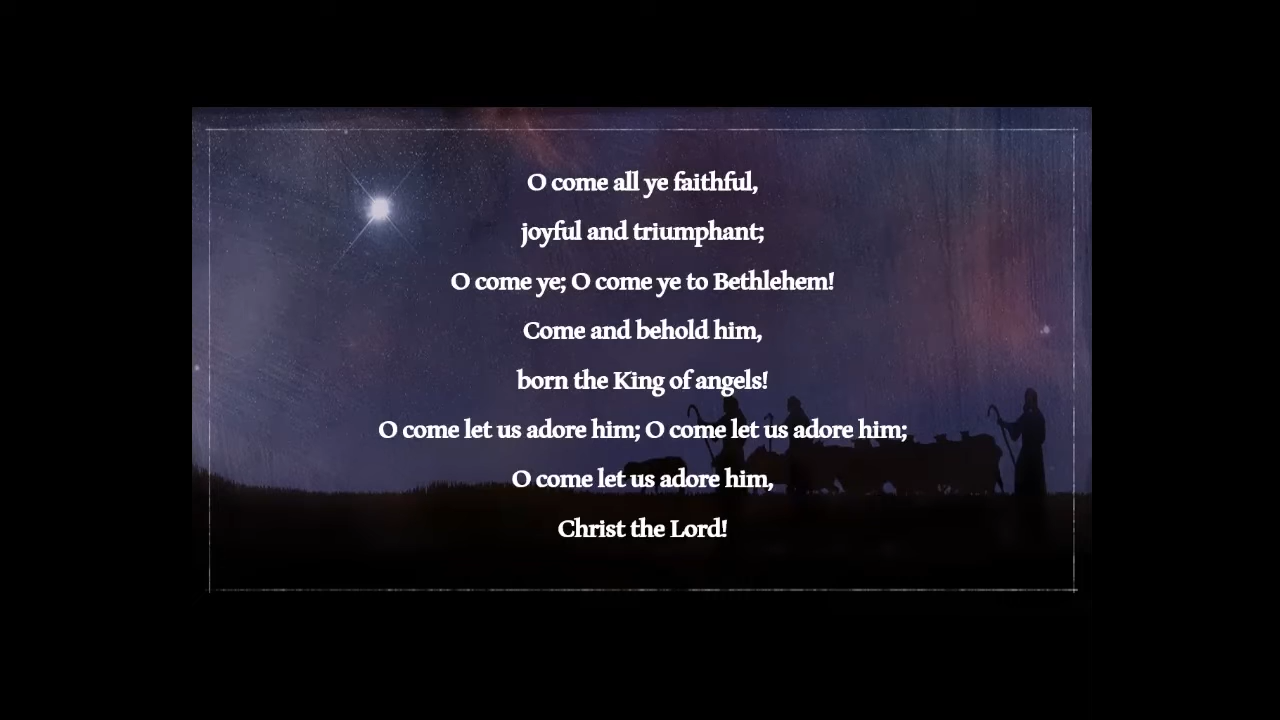 O come all ye faithful,
joyful and triumphant;
O come ye; O come ye to Bethlehem!
Come and behold him,
born the King of angels!
O come let us adore him; O come let us adore him;
O come let us adore him,
Christ the Lord!